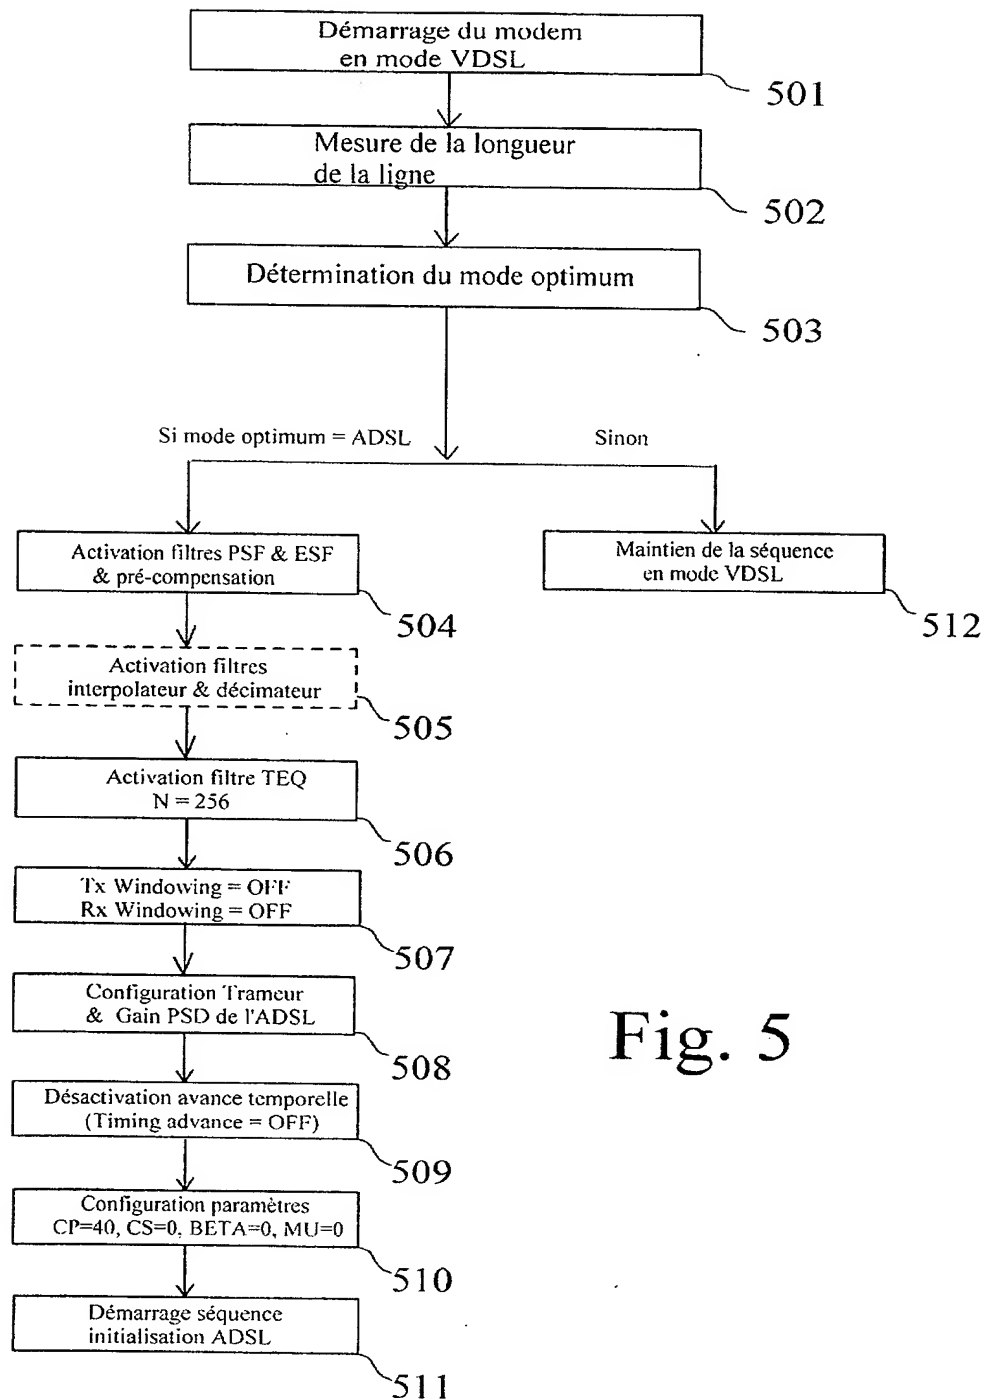 Démarrage du modem
en mode VDSL
501
Mesure de la longueur
de la ligne
502
Détermination du mode optimum
503
Si mode optimum = ADSL
Sinon
Activation filtres PSF & ESF
& pré-compensation
504
Maintien de la séquence
en mode VDSL
512
Activation filtres
interpolateur & décimateur
505
Activation filtre TEQ
N = 256
506
Tx Windowing = OFF
Rx Windowing = OFF
507
Configuration Trameur
& Gain PSD de l'ADSL
508
Fig. 5
Désactivation avance temporelle
(Timing advance = OFF)
509
Configuration paramètres
CP=40, CS=0, BETA=0, MU=0
510
Démarrage séquence
initialisation ADSL
511